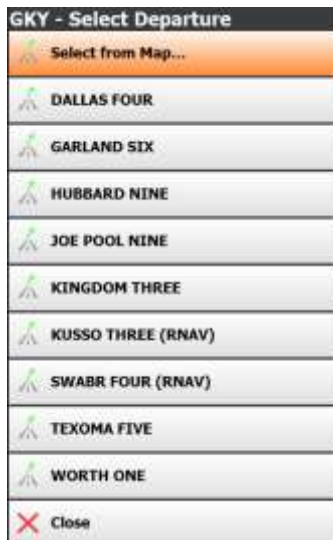 GKY - Select Departure
Select from Map...
DALLAS FOUR
GARLAND SIX
HUBBARD NINE
JOE POOL NINE
KINGDOM THREE
KUSSO THREE (RNAV)
SWABR FOUR (RNAV)
TEXOMA FIVE
WORTH ONE
Close